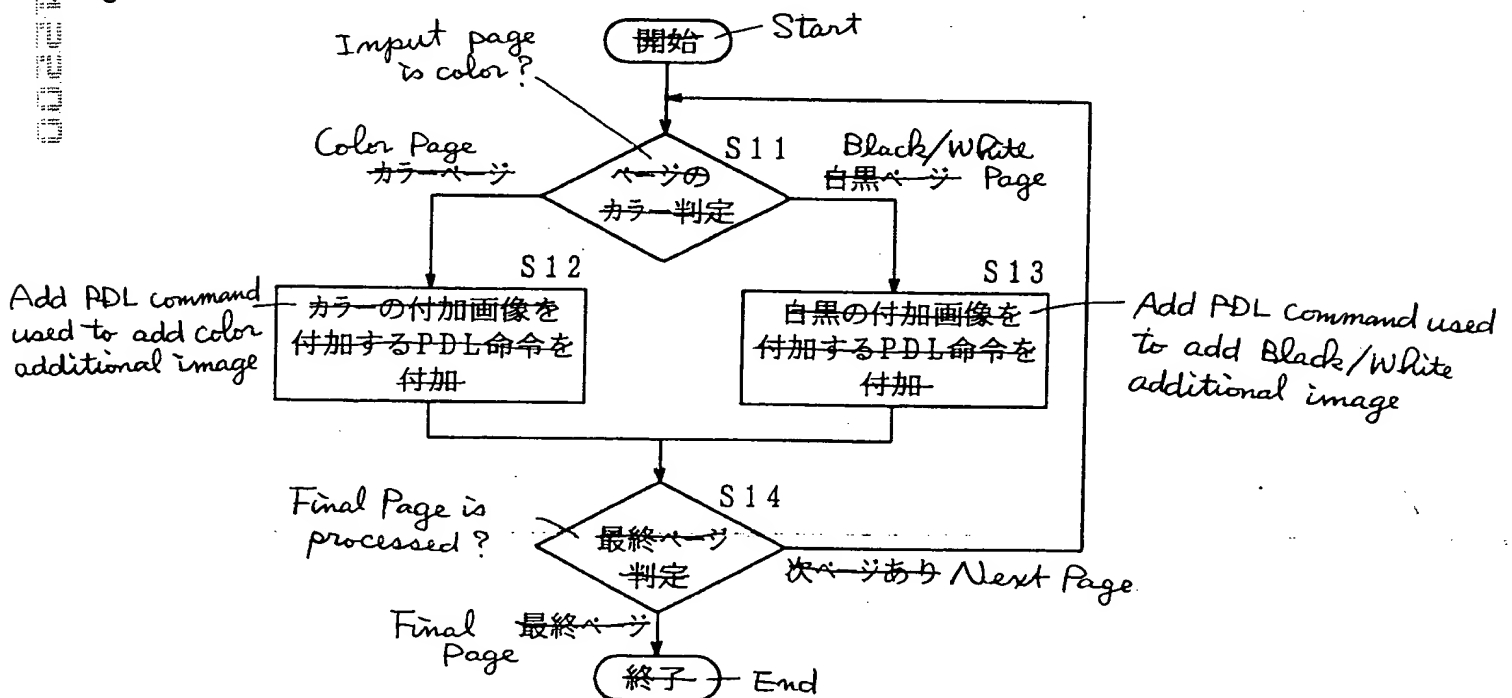 開始
Start
Input page
is color?
S11
Color Page
カラーページ
Black/White
白黒ページ Page
ページの
カラー判定
S12
S13
Add PDL command
used to add color
additional image
カラーの付加画像を
付加するPDL命令を
付加
白黒の付加画像を
付加するPDL命令を
付加
Add PDL command used
to add Black/White
additional image
S14
Final Page is
processed?
最終ページ
判定
次ページあり Next Page
Final
Page
最終ページ
終了
End